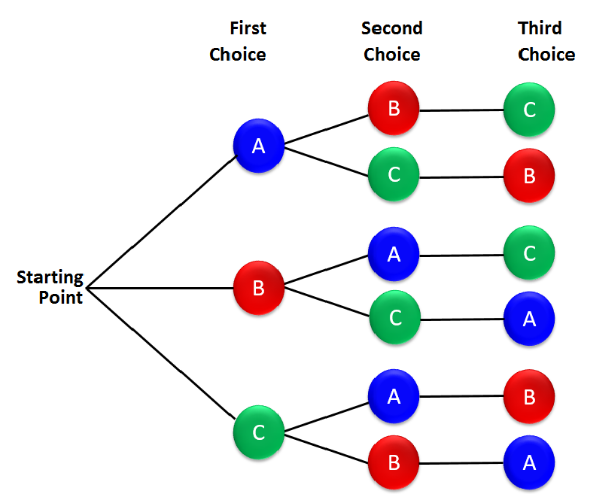 First Second Third
Choice Choice Choice
B C
A
C B
A C
Starting
Point
B
C A
A B
C
B A